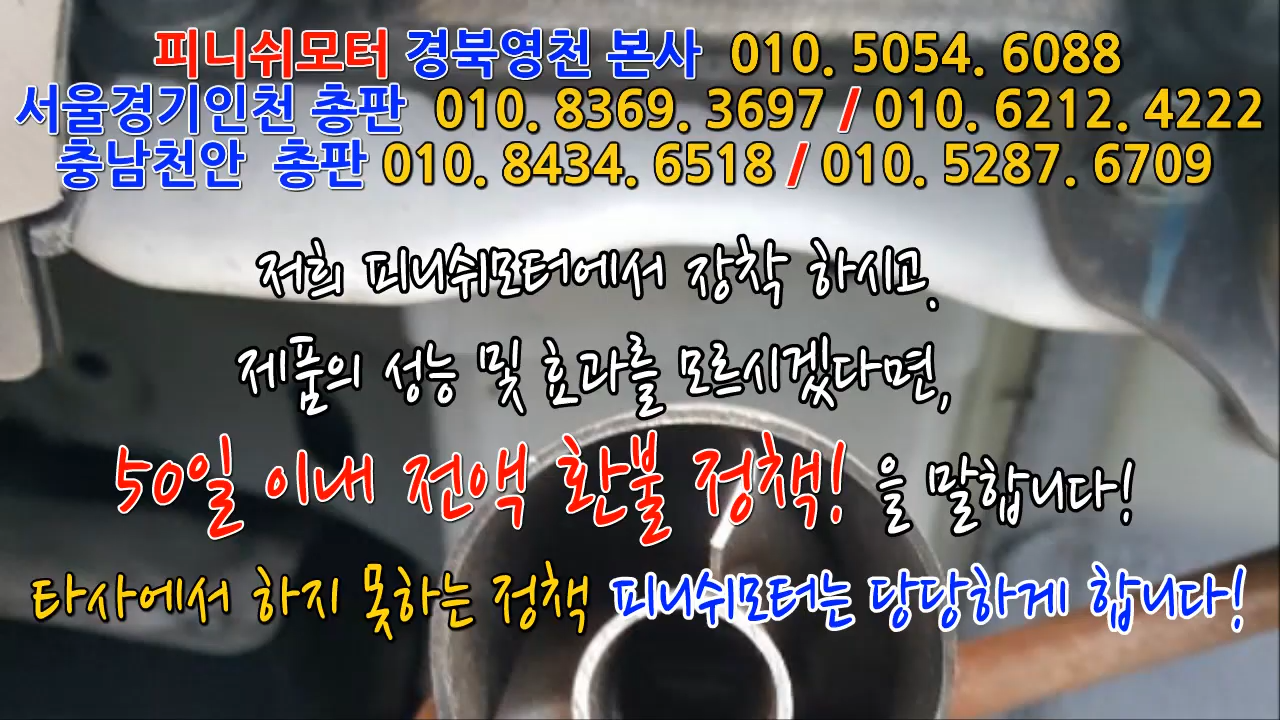 피니쉬모터 경북영천 본사 010. 5054. 6088
서울경기인천 총판 010. 8369. 3697 / 010. 6212. 4222
충남천안 총판 010. 8434. 6518 / 010. 5287. 6709
저희 피니쉬모터에서 장착 하시고.
제품의 성능 및 효과를 모르시겠다면,
50일 이내 전액 환불 정책! 을 말합니다!
타사에서 하지 못하는 정책 피니쉬모터는 당당하게 합니다!